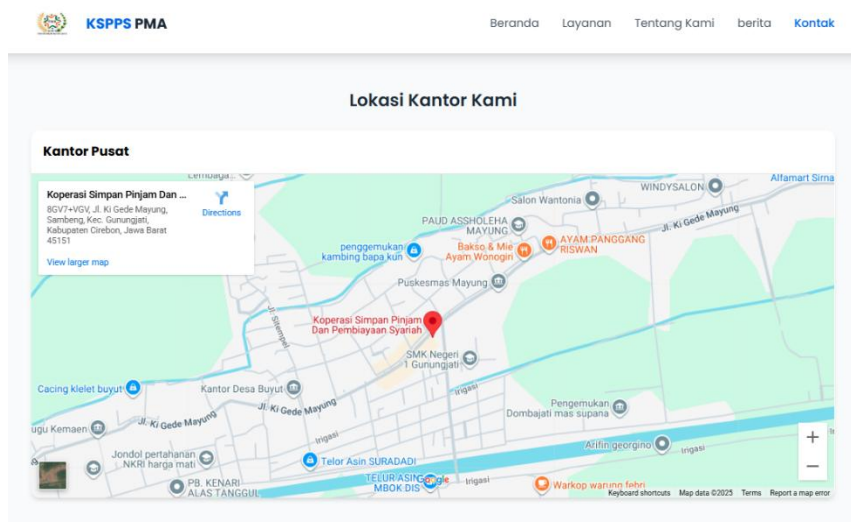 KSPPS PMA
Beranda Layanan Tentang Kami berita Kontak
Lokasi Kantor Kami
Kantor Pusat
Koperasi Simpan Pinjam Dan ...
8GV7+VGV, Jl. Ki Gede Mayung,
Sambeng, Kec. Gunungjati,
Kabupaten Cirebon, Jawa Barat
45151
Directions
View larger map
Lembaga...
Alfamart Sirna
WINDYSALON
Salon Wantonia
Jl. Ki Gede Mayung
PAUD ASSHOLEHA
MAYUNG
penggemukan
kambing bapa kun
Bakso & Mie
Ayam Wonogiri
AYAM PANGGANG
RISWAN
Puskesmas Mayung
Jl. Sitempel
Koperasi Simpan Pinjam
Dan Pembiayaan Syariah
SMK Negeri
1 Gunungjati
Cacing klelet buyut
Kantor Desa Buyut
Irigasi
Jl. Ki Gede Mayung
Pengemukan
Dombajati mas supana
ugu Kemaen
Jl. Ki Gede Mayung
Irigasi
Arifin georgino
Irigasi
Jondol pertahanan
NKRI harga mati
Telor Asin SURADADI
PB. KENARI
ALAS TANGGUL
TELUR ASIN
MBOK DIS
Google
Irigasi
Warkop warung febri
Keyboard shortcuts Map data ©2025 Terms Report a map error